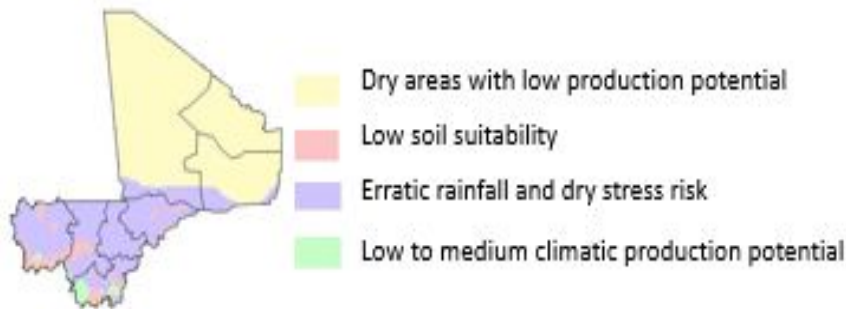 Dry areas with low production potential
Low soil suitability
Erratic rainfall and dry stress risk
Low to medium climatic production potential